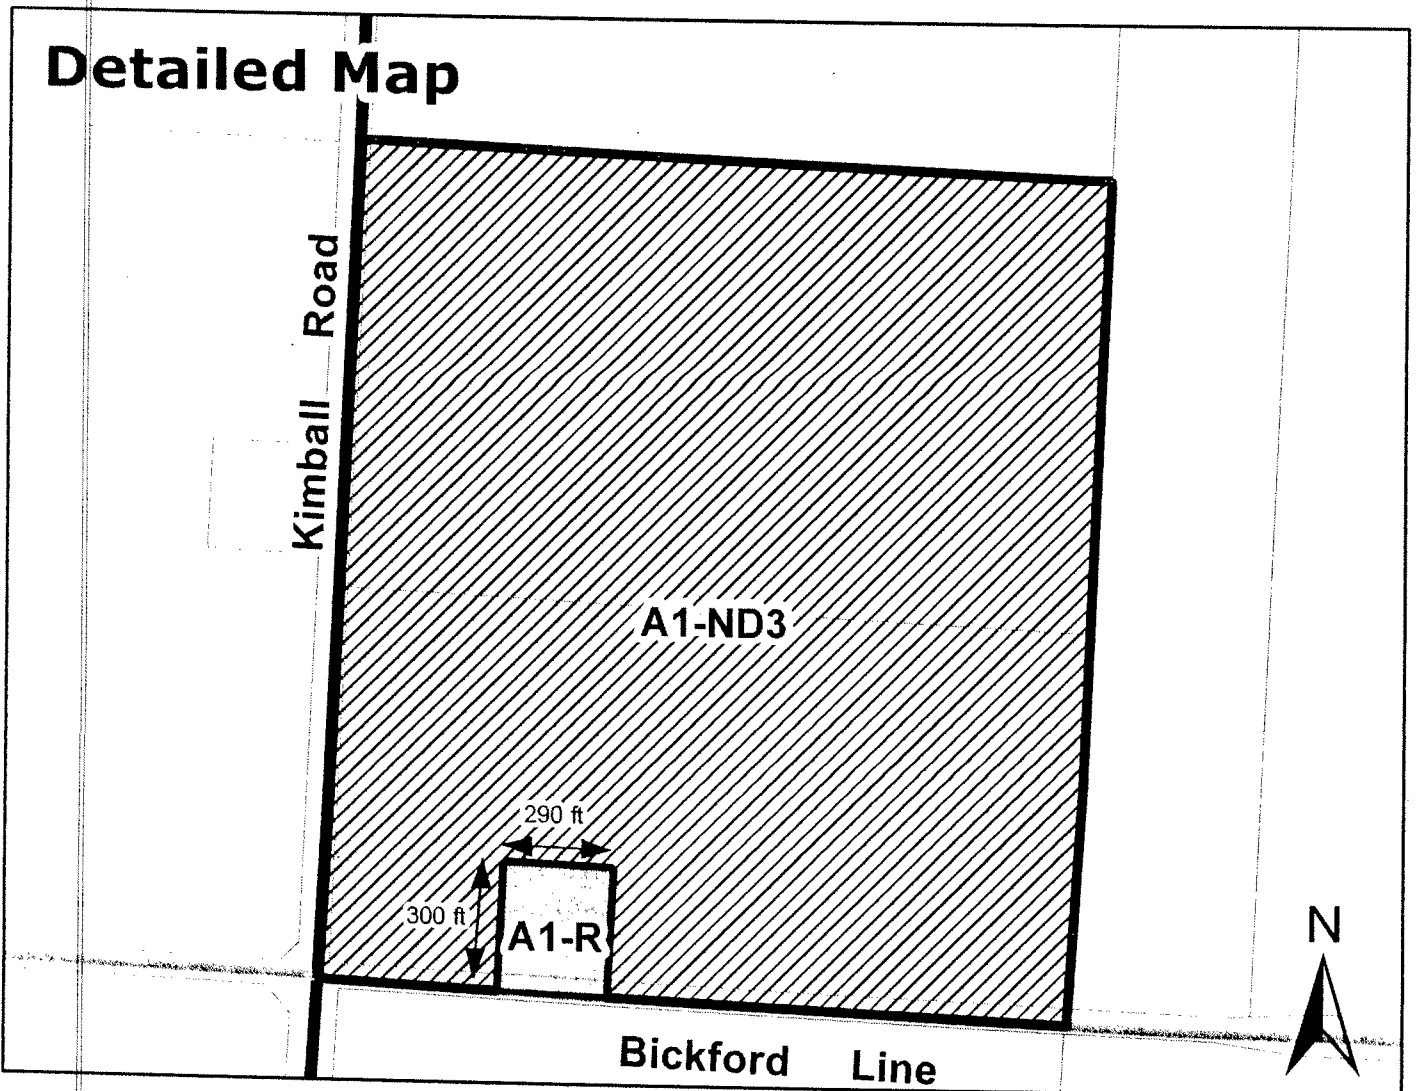 Detailed Map
Kimball Road
A1-ND3
290 ft
300 ft
A1-R
N
Bickford Line